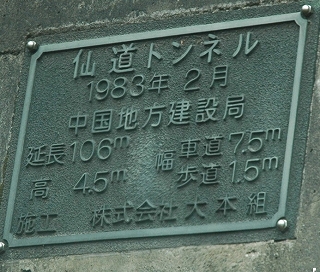 仙道トンネル
1983年2月
中国地方建設局
延長106m 幅 車道7.5m
高 4.5m 歩道1.5m
施工 株式会社大本組